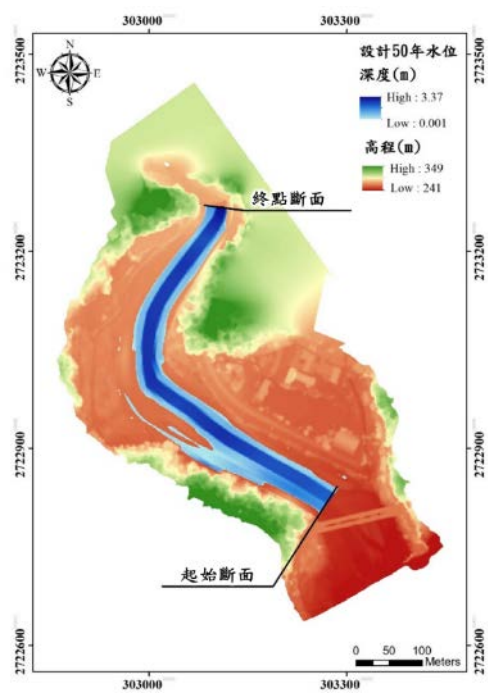 303000
303300
2723500
N
W
E
S
設計50年水位
深度(m)
High : 3.37
Low : 0.001
高程(m)
High : 349
Low : 241
終點斷面
2723200
2723200
2722900
2722900
起始斷面
2722600
2722600
0
50
100
Meters
303000
303300
2723500